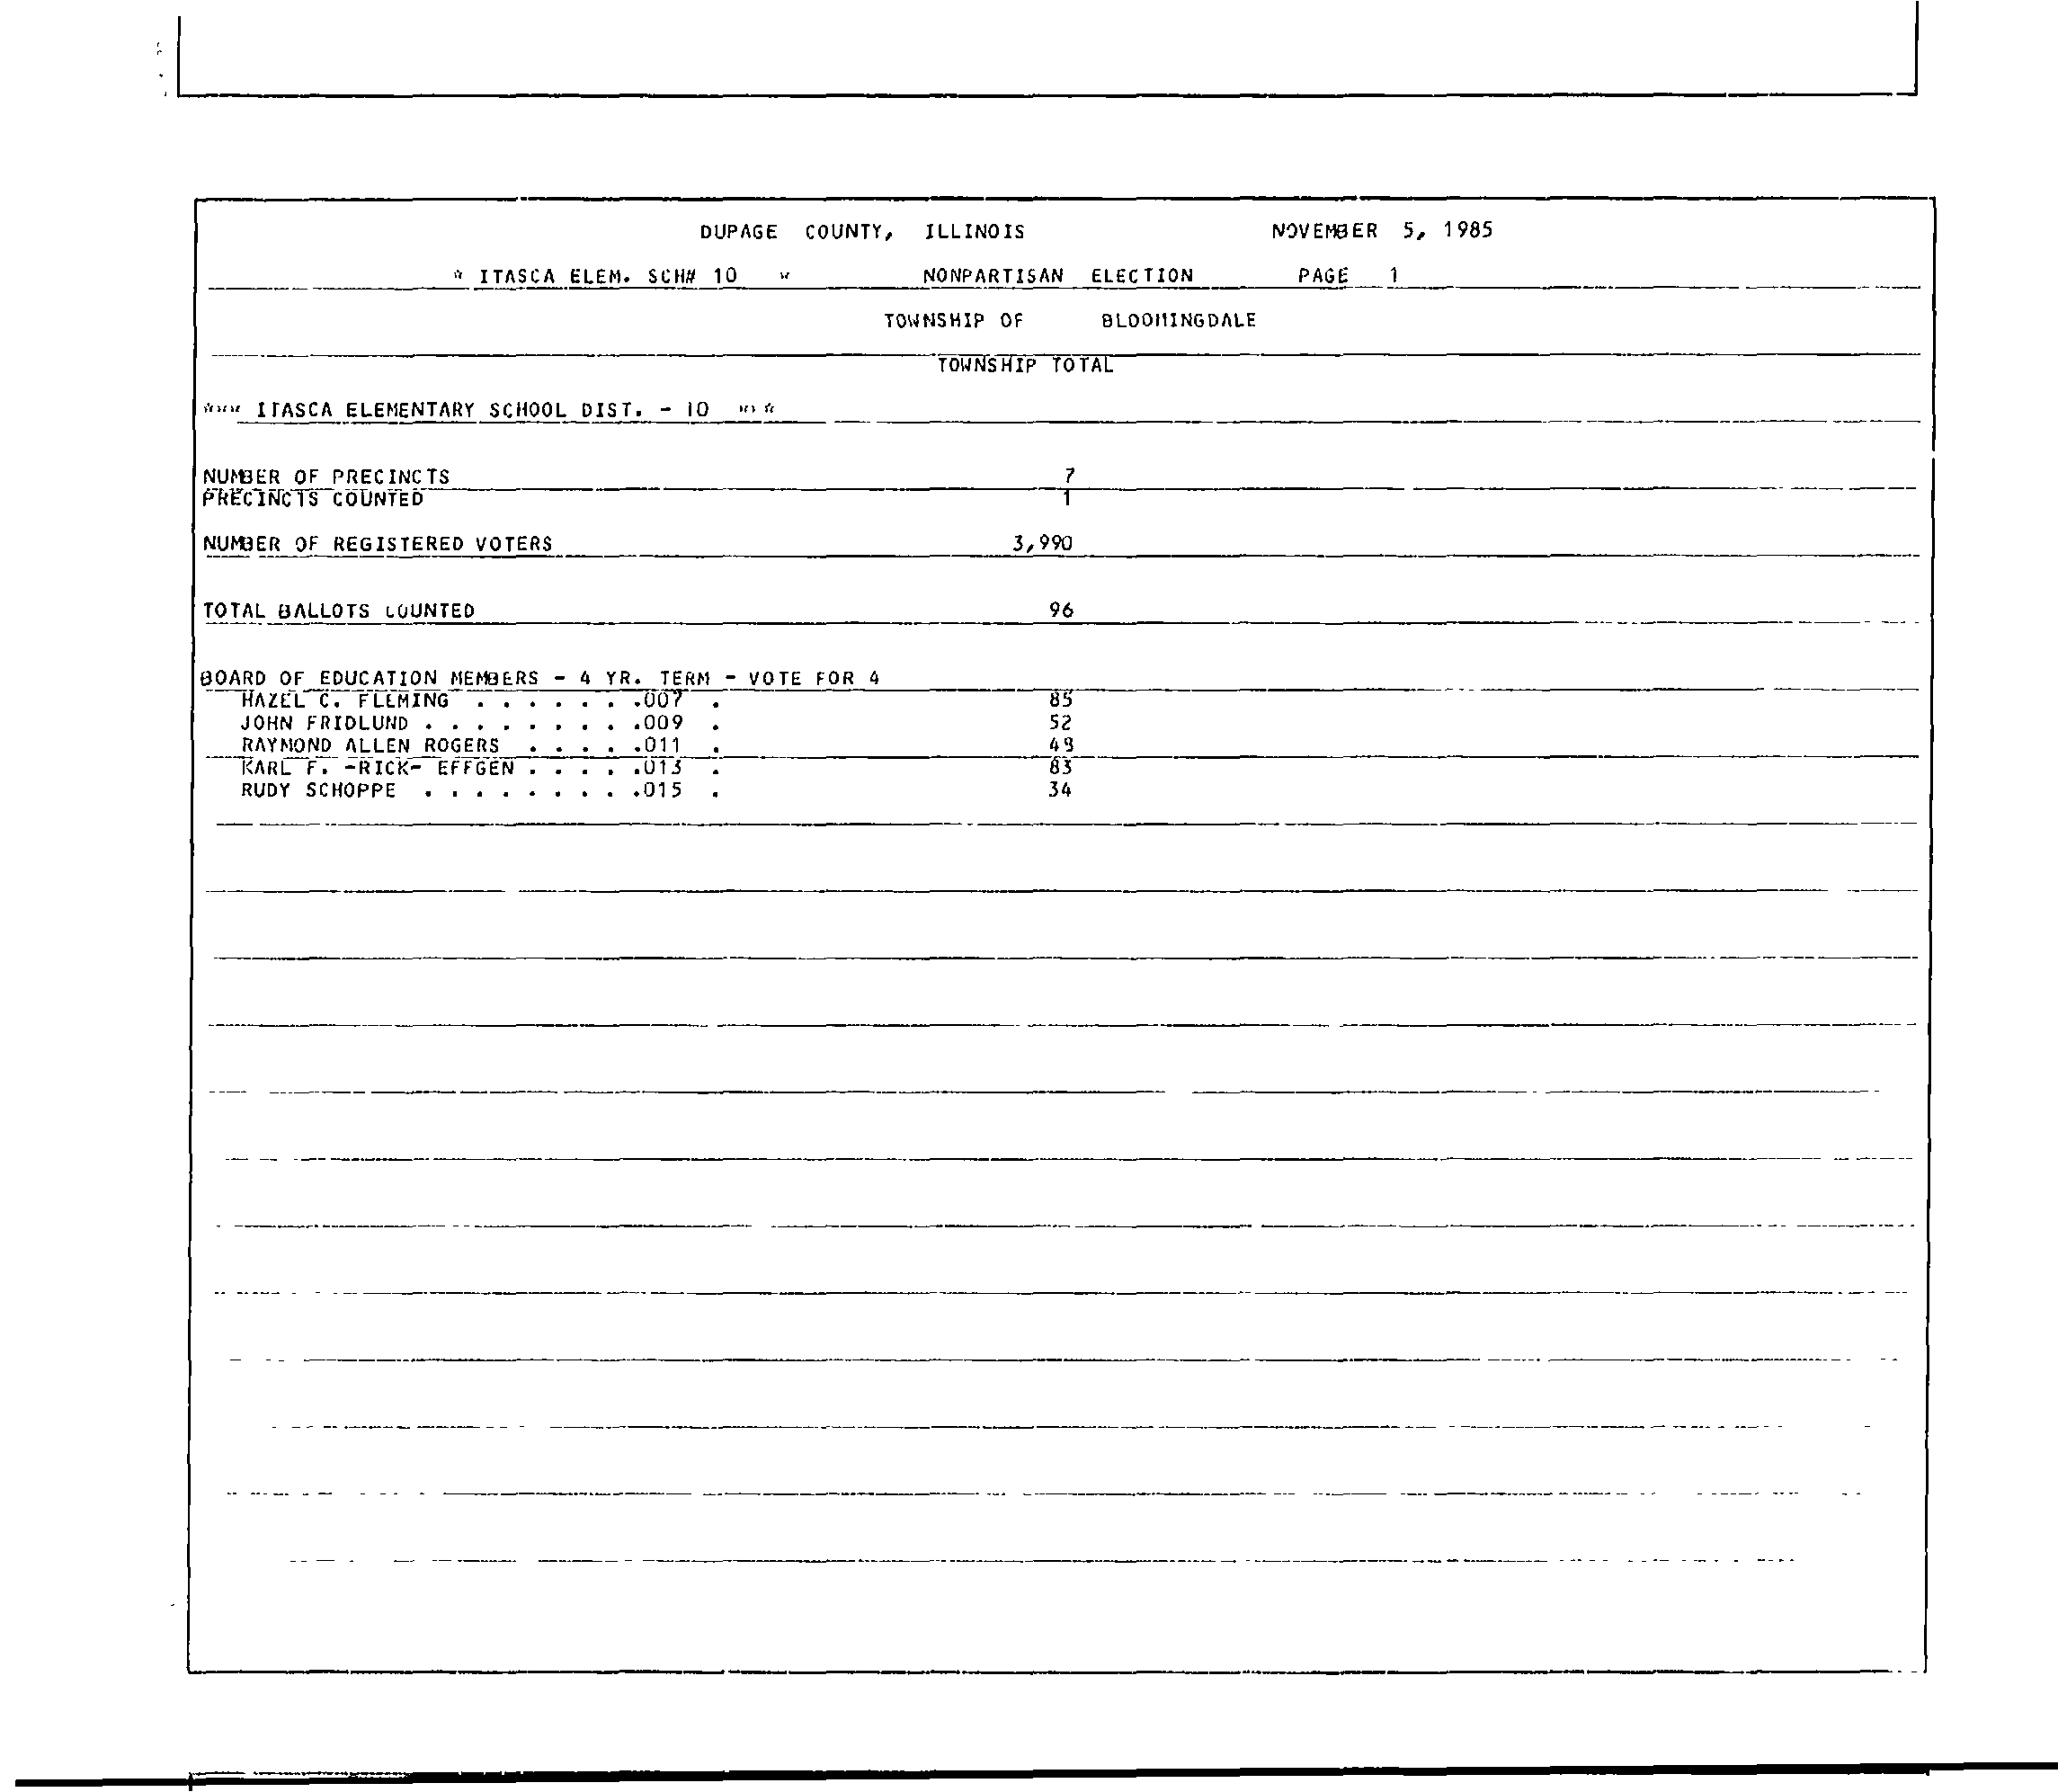 DUPAGE COUNTY, ILLINOIS NOVEMBER 5, 1985
* ITASCA ELEM. SCH# 10 * NONPARTISAN ELECTION PAGE 1
TOWNSHIP OF BLOOMINGDALE
TOWNSHIP TOTAL
*** ITASCA ELEMENTARY SCHOOL DIST. - 10 ***
NUMBER OF PRECINCTS 7
PRECINCTS COUNTED 1
NUMBER OF REGISTERED VOTERS 3,990
TOTAL BALLOTS COUNTED 96
BOARD OF EDUCATION MEMBERS - 4 YR. TERM - VOTE FOR 4
HAZEL C. FLEMING . . . . . . .007 . 85
JOHN FRIDLUND . . . . . . . . .009 . 52
RAYMOND ALLEN ROGERS . . . . .011 .
KARL F. -RICK- EFFGEN . . . . .013 . 83
RUDY SCHOPPE . . . . . . . . .015 . 34